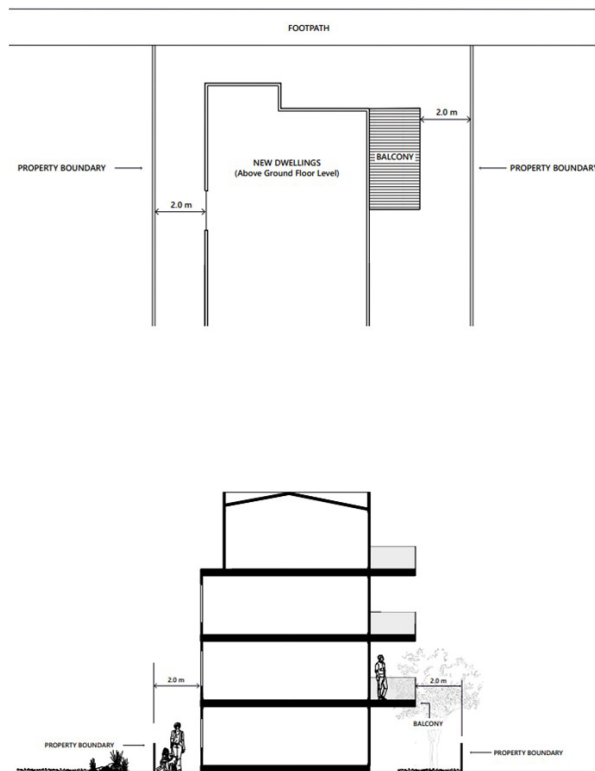 FOOTPATH
2.0 m
PROPERTY BOUNDARY
NEW DWELLINGS
(Above Ground Floor Level)
BALCONY
PROPERTY BOUNDARY
2.0 m
2.0 m
2.0 m
BALCONY
PROPERTY BOUNDARY
PROPERTY BOUNDARY